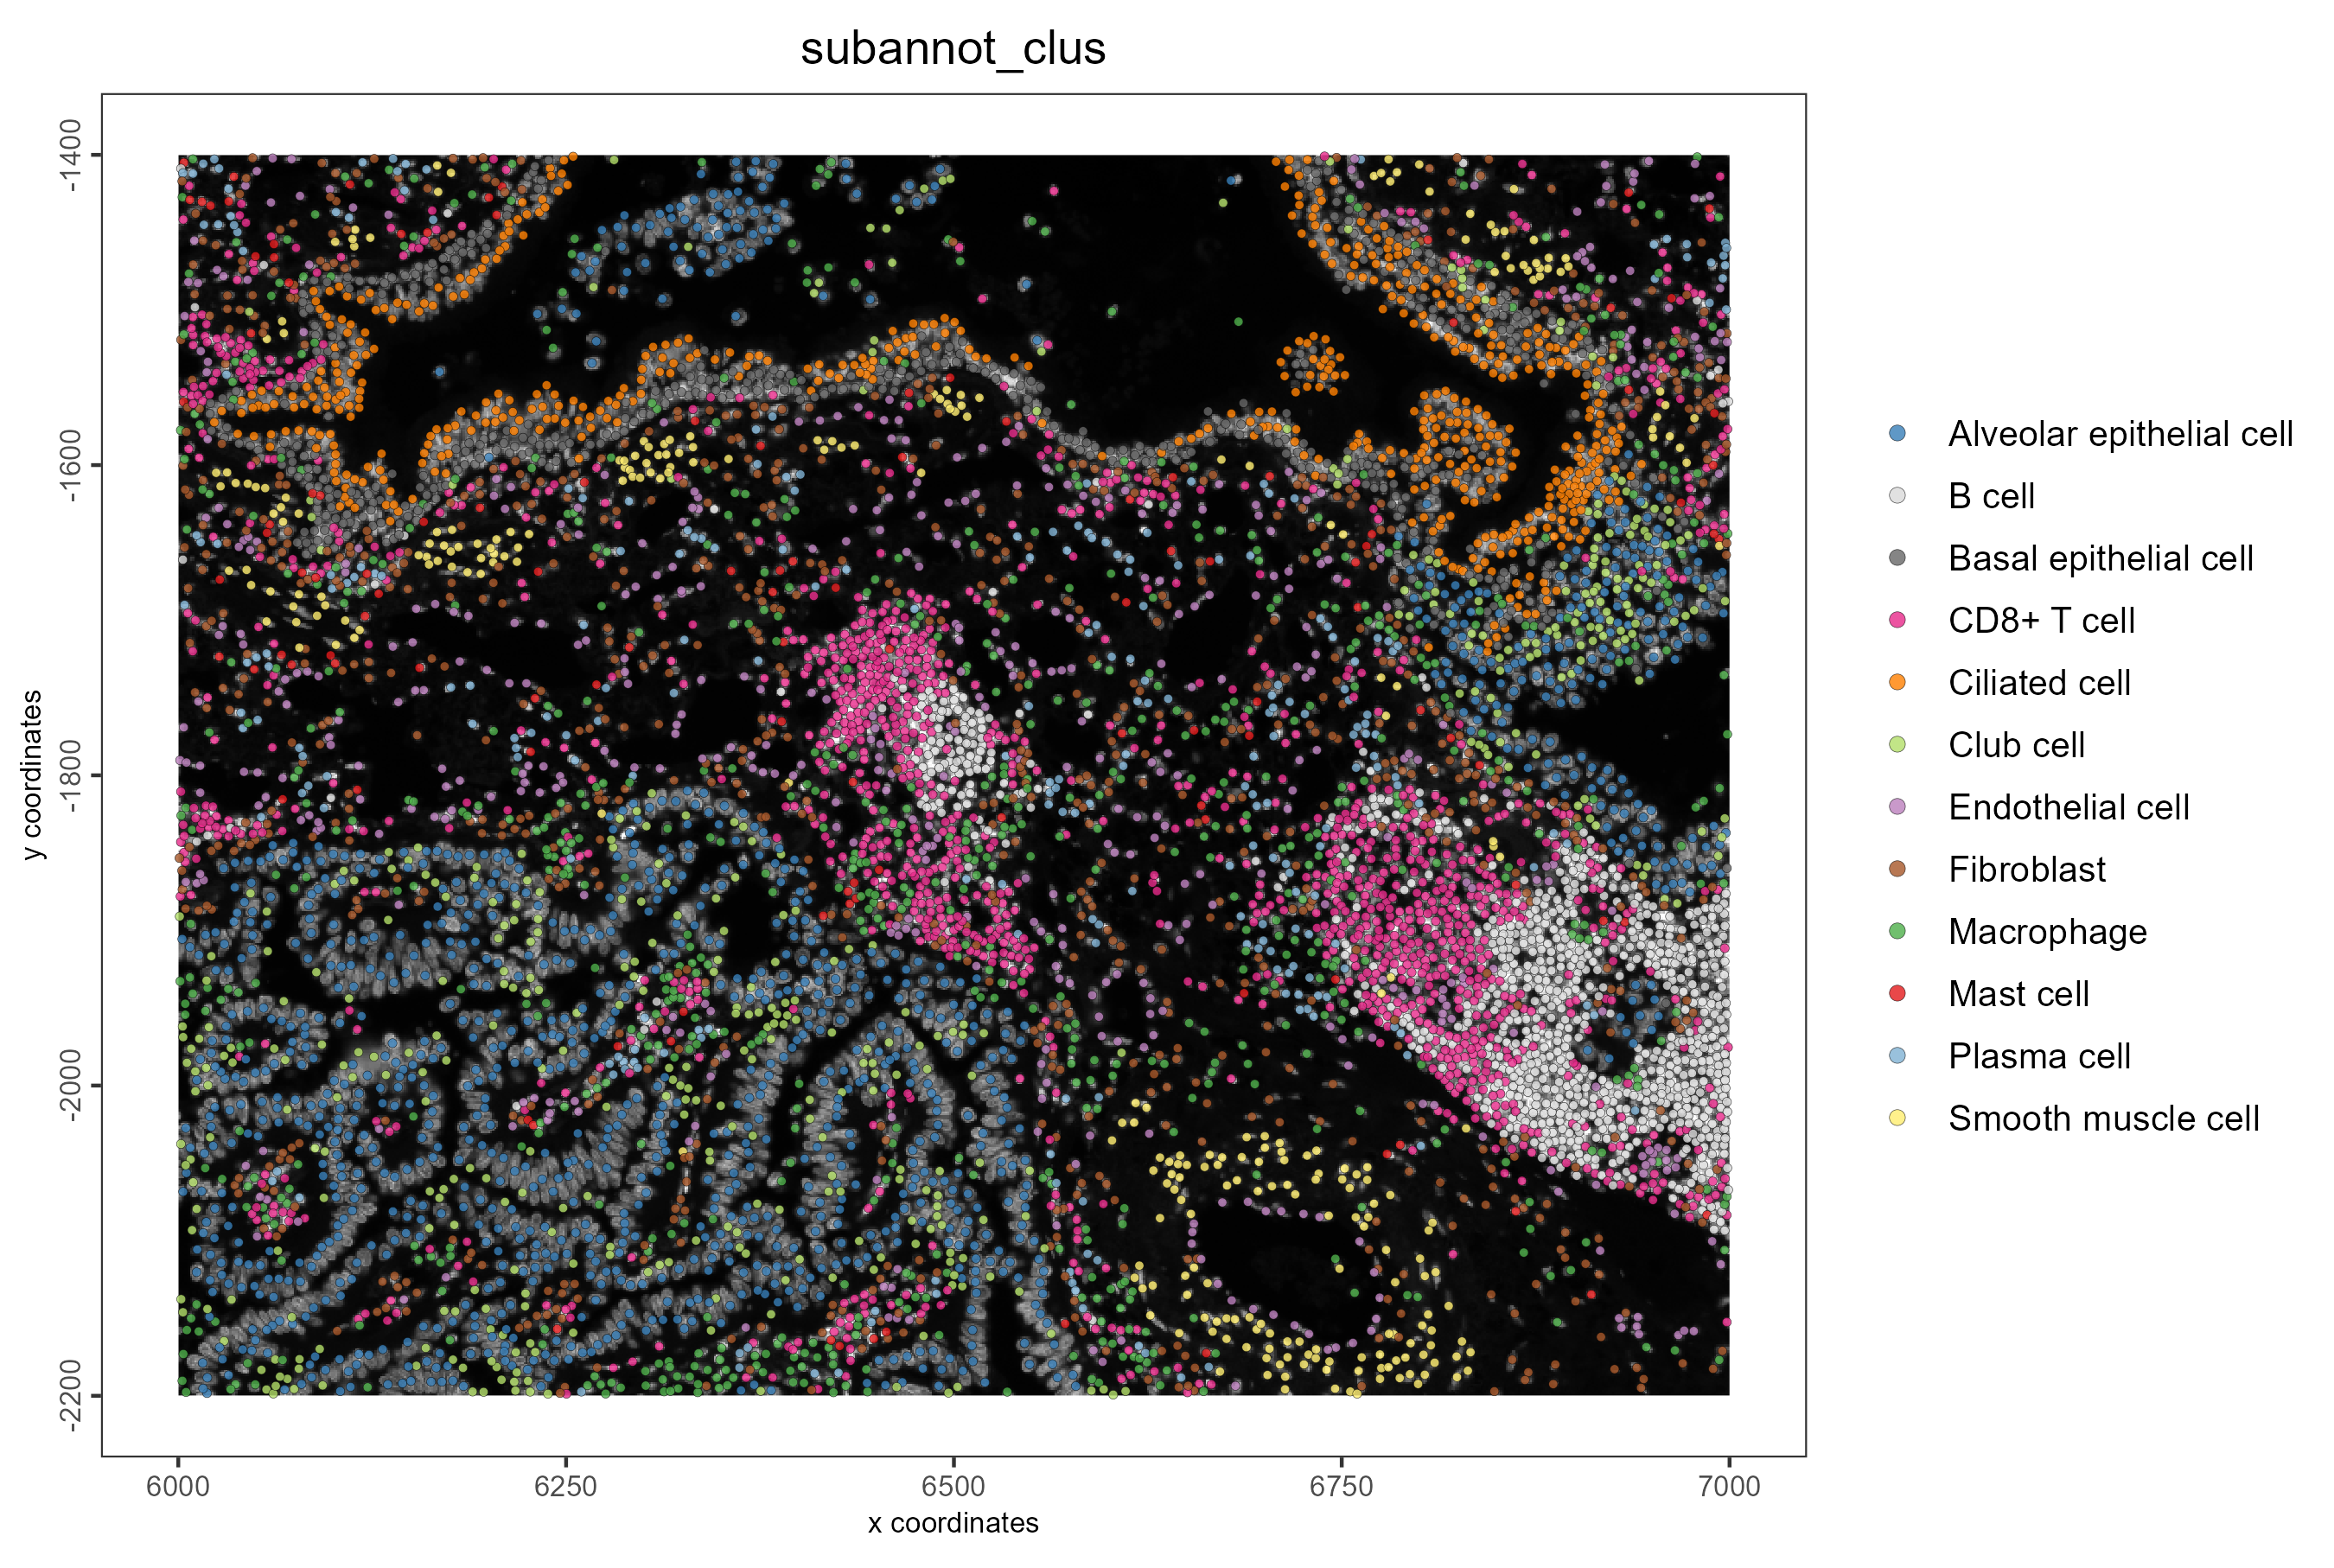 subannot_clus
-1400
-1600
-1800
-2000
-2200
y coordinates
6000
6250
6500
6750
7000
x coordinates
Alveolar epithelial cell
B cell
Basal epithelial cell
CD8+ T cell
Ciliated cell
Club cell
Endothelial cell
Fibroblast
Macrophage
Mast cell
Plasma cell
Smooth muscle cell